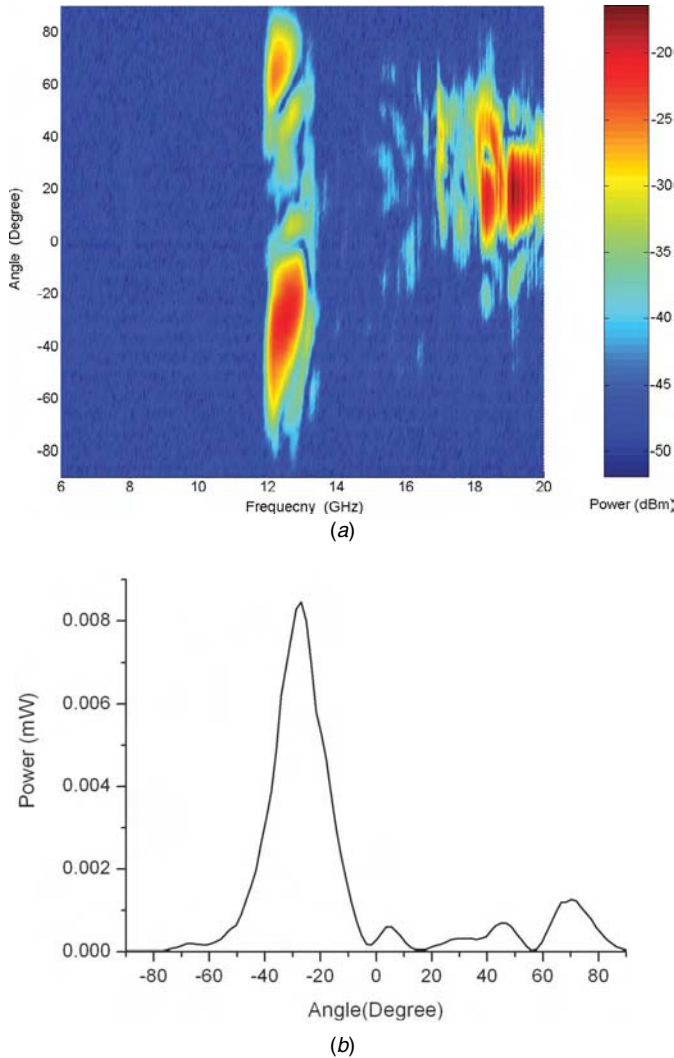 80
60
40
20
0
-20
-40
-60
-80
Angle (Degree)
6 8 10 12 14 16 18 20
Frequecny (GHz)
-20
-25
-30
-35
-40
-45
-50
Power (dBm)
(a)
0.008
0.006
0.004
0.002
0.000
Power (mW)
-80 -60 -40 -20 0 20 40 60 80
Angle(Degree)
(b)